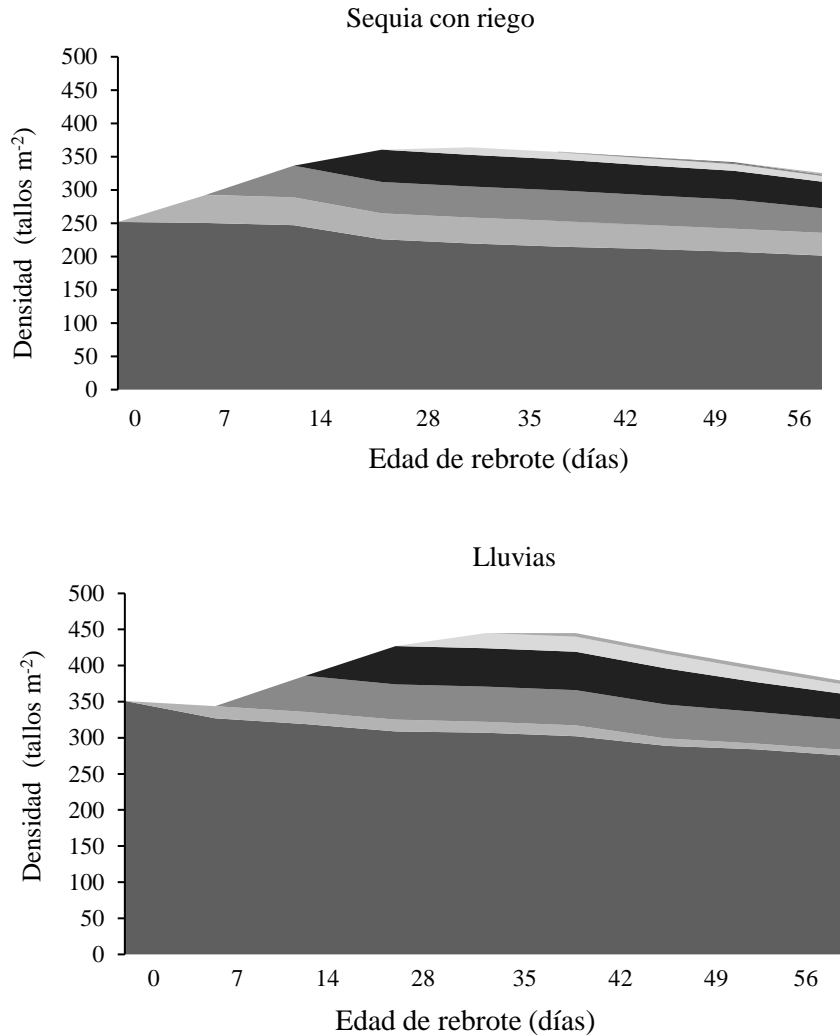 Sequia con riego
500
450
400
350
300
250
200
150
100
50
0
Densidad (tallos m-2)
0 7 14 28 35 42 49 56
Edad de rebrote (días)
Lluvias
500
450
400
350
300
250
200
150
100
50
0
Densidad (tallos m-2)
0 7 14 28 35 42 49 56
Edad de rebrote (días)